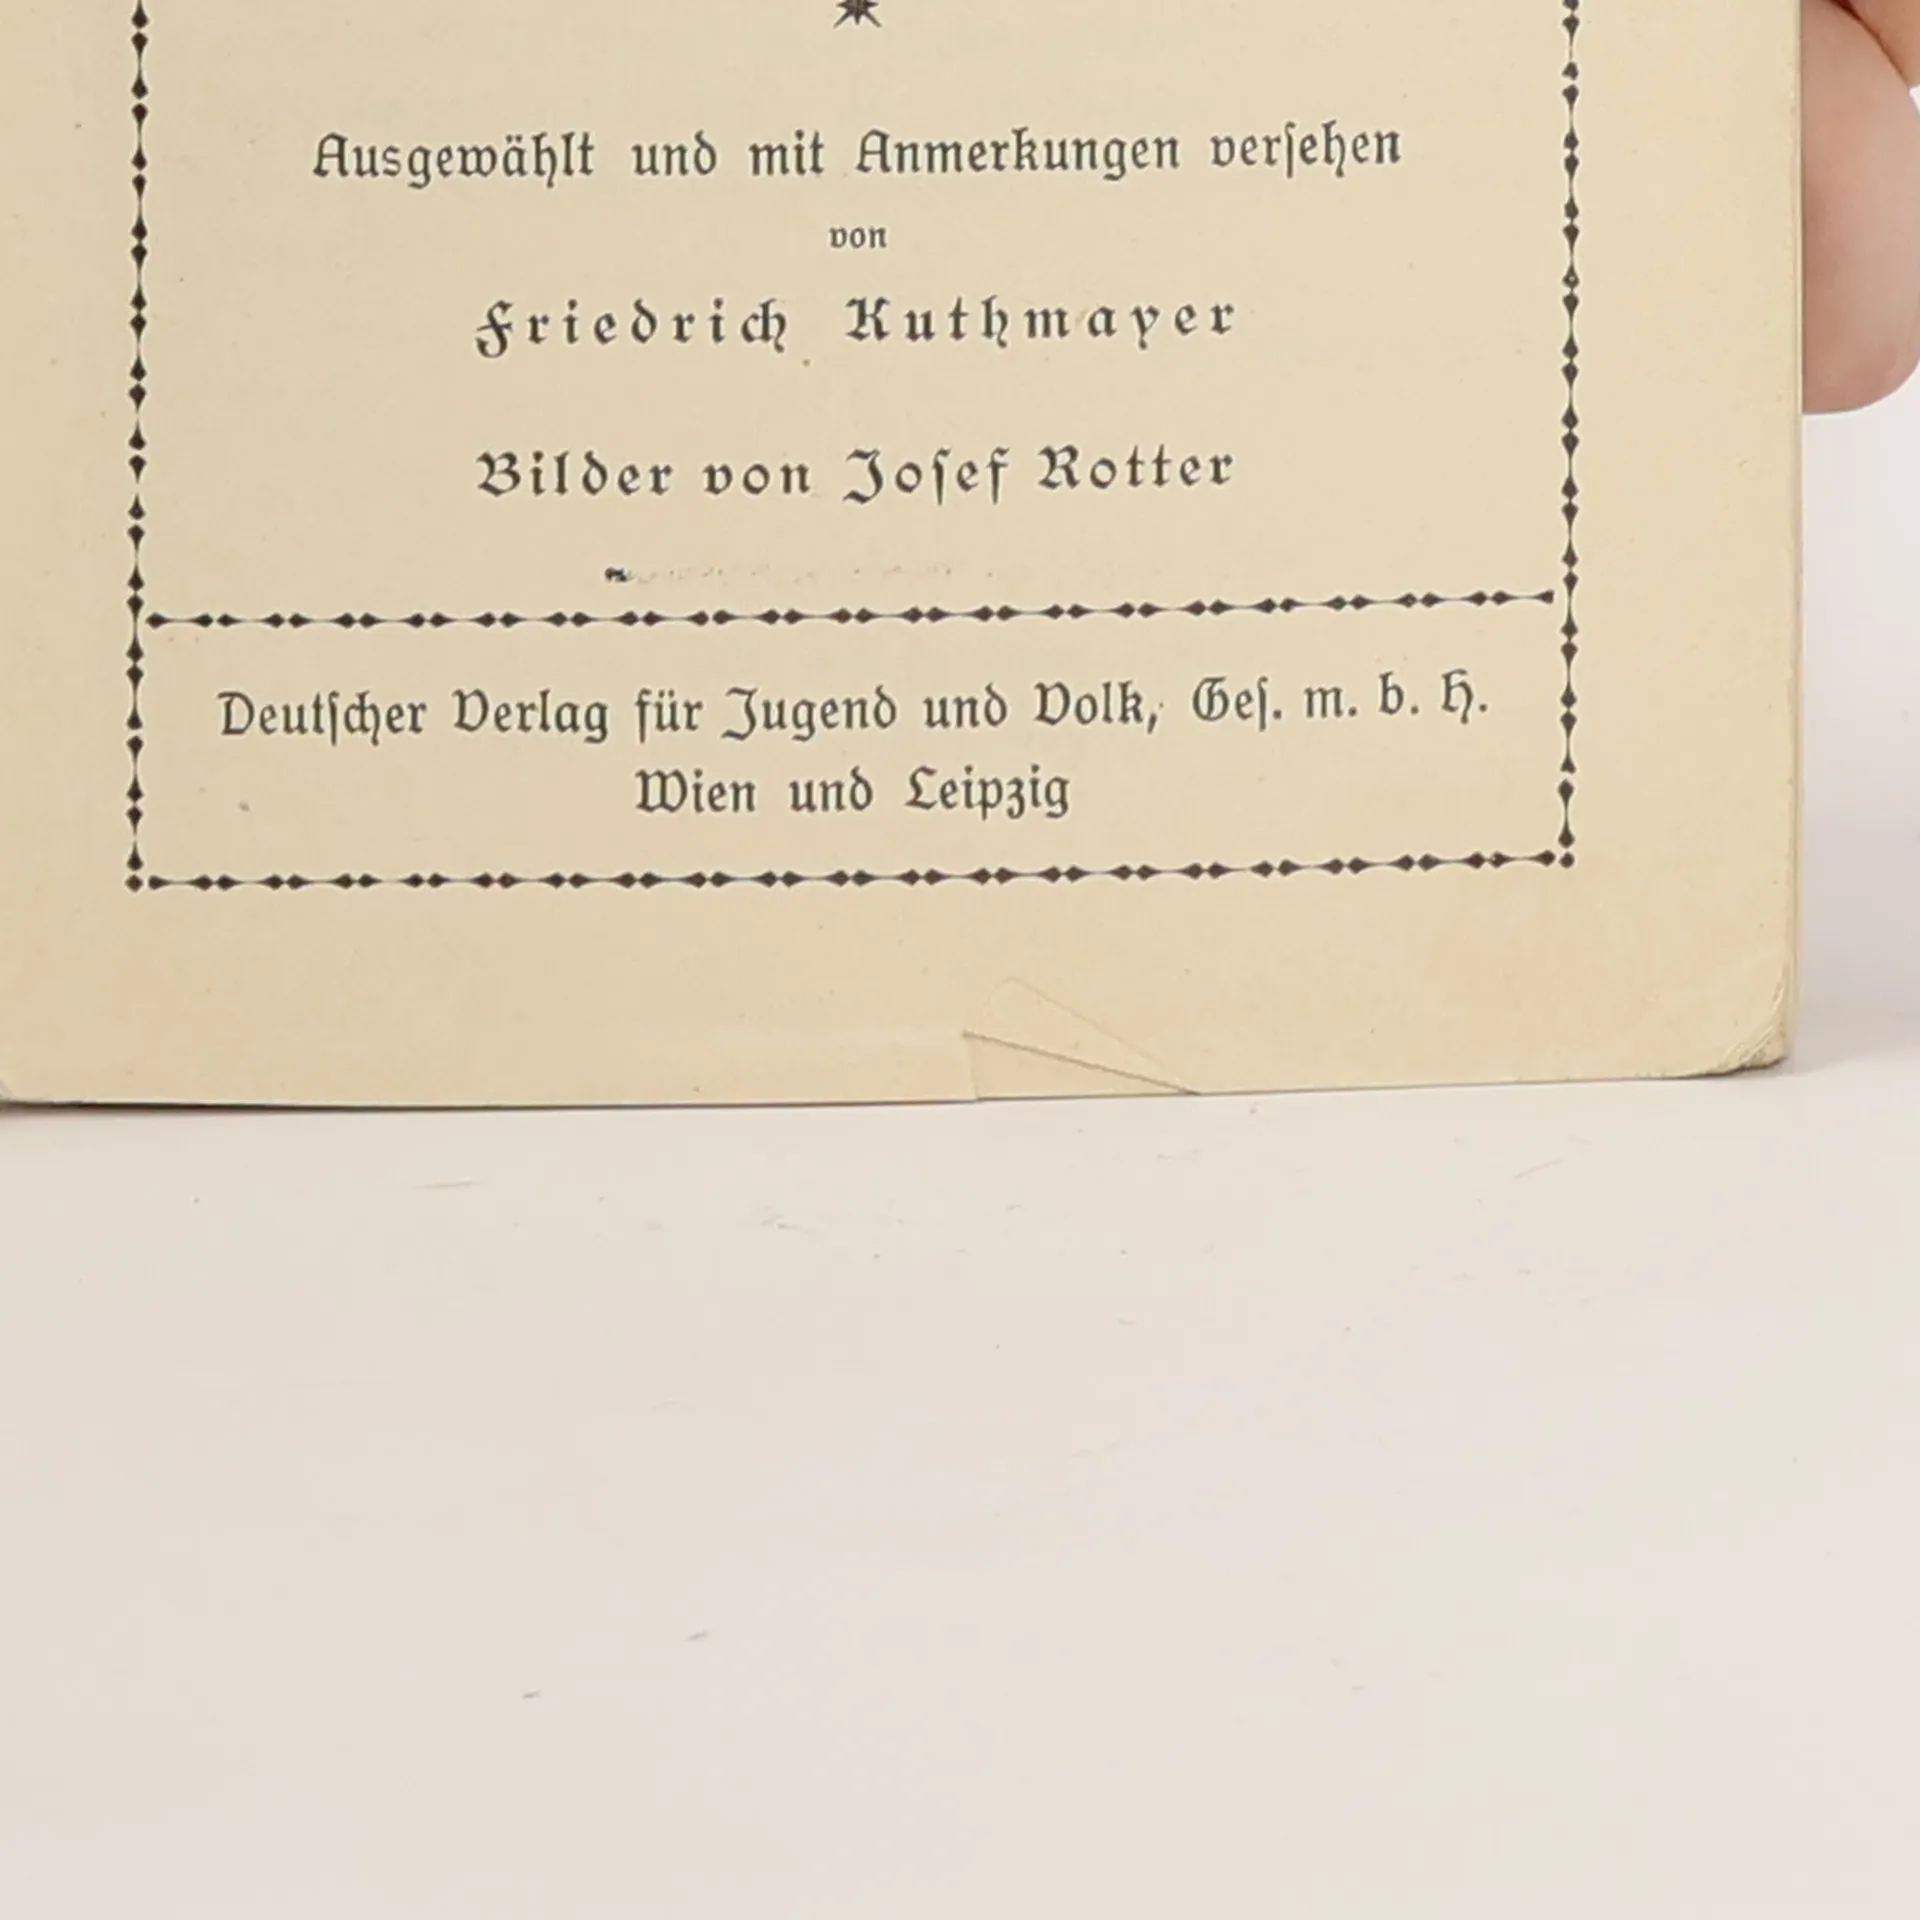 Ausgewählt und mit Anmerkungen verſehen
von
Friedrich Kuthmayer
Bilder von Joſef Rotter
Deutſcher Verlag für Jugend und Volk, Geſ. m. b. H.
Wien und Leipzig